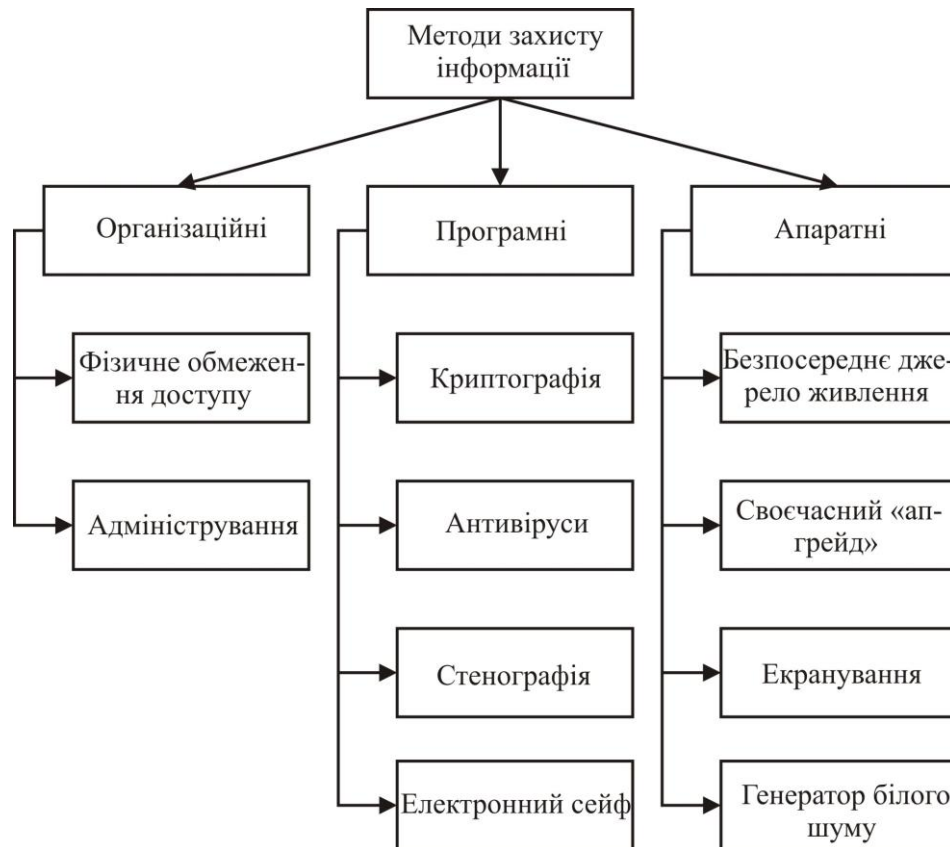 Методи захисту
інформації
Організаційні
Програмні
Апаратні
Фізичне обмежен-
ня доступу
Криптографія
Безпосереднє дже-
рело живлення
Адміністрування
Антивіруси
Своєчасний «ап-
грейд»
Стенографія
Екранування
Електронний сейф
Генератор білого
шуму